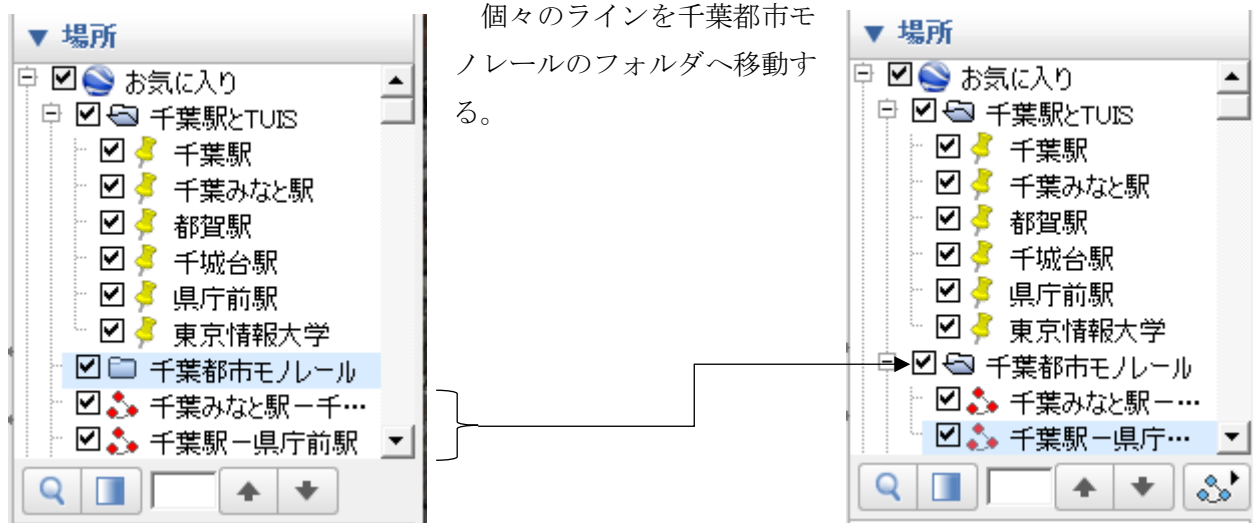 ▼ 場所
お気に入り
千葉駅とTUIS
千葉駅
千葉みなと駅
都賀駅
千城台駅
県庁前駅
東京情報大学
千葉都市モノレール
千葉みなと駅－千…
千葉駅－県庁前駅
個々のラインを千葉都市モ
ノレールのフォルダへ移動す
る。
▼ 場所
お気に入り
千葉駅とTUIS
千葉駅
千葉みなと駅
都賀駅
千城台駅
県庁前駅
東京情報大学
千葉都市モノレール
千葉みなと駅－…
千葉駅－県庁…